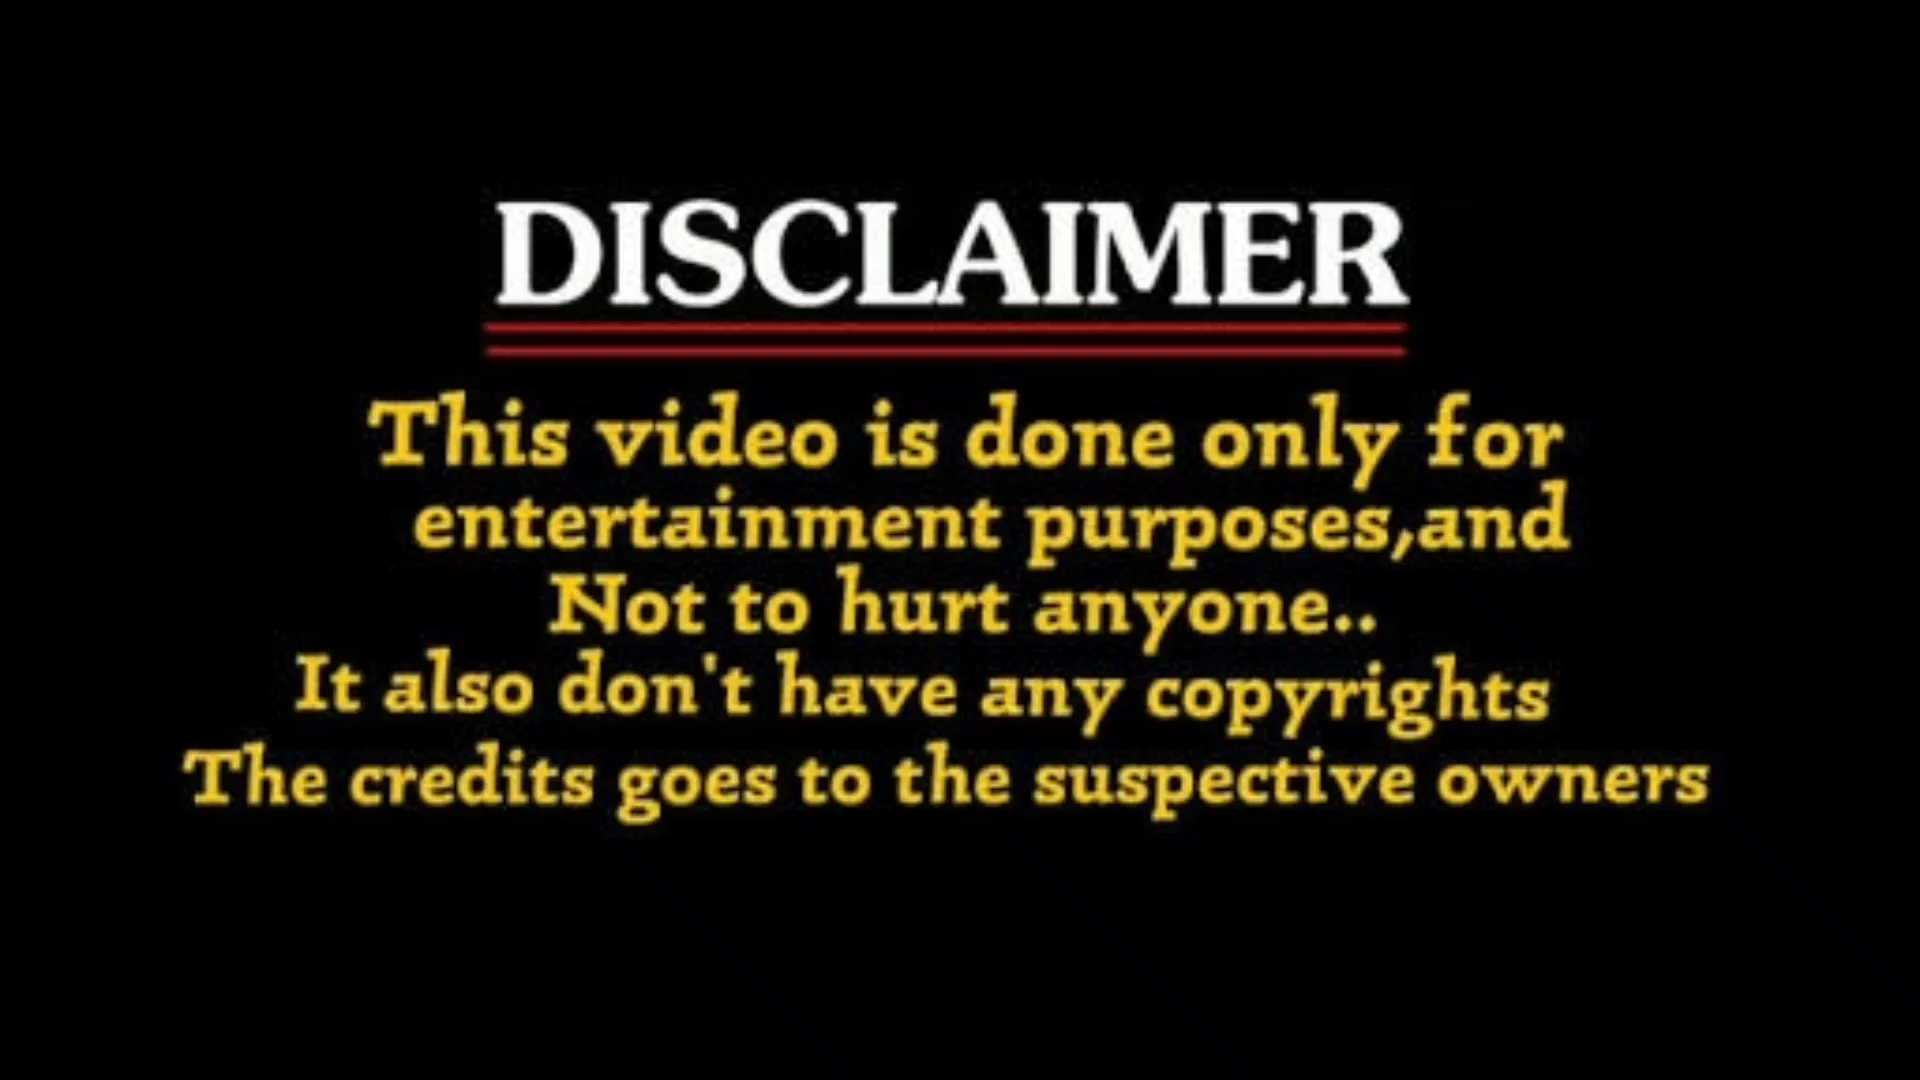 DISCLAIMER
This video is done only for
entertainment purposes,and
Not to hurt anyone..
It also don't have any copyrights
The credits goes to the suspective owners